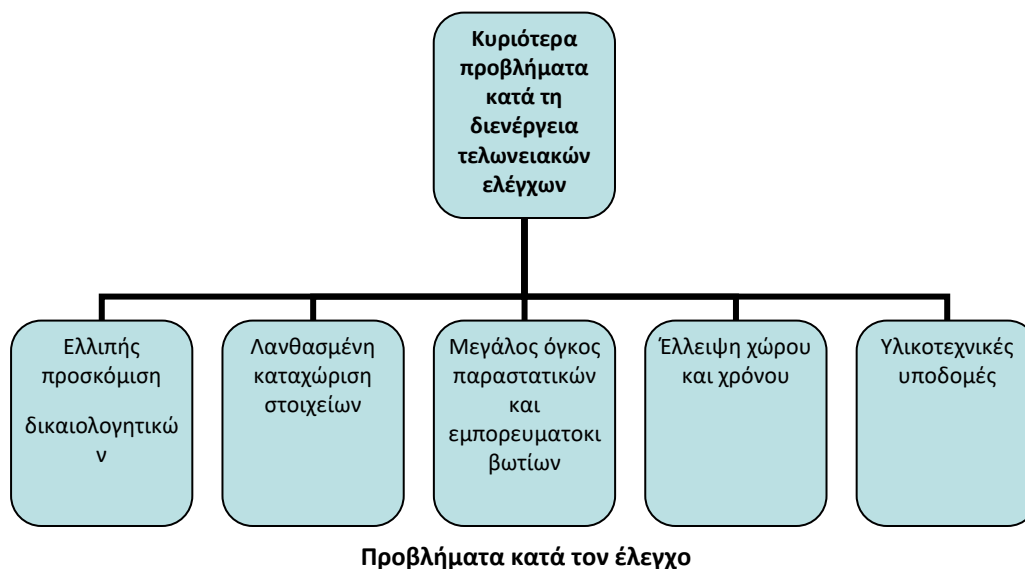 Κυριότερα
προβλήματα
κατά τη
διενέργεια
τελωνειακών
ελέγχων
Ελλιπής
προσκόμιση
δικαιολογητικώ
ν
Λανθασμένη
καταχώριση
στοιχείων
Μεγάλος όγκος
παραστατικών
και
εμπορευματοκι
βωτίων
Έλλειψη χώρου
και χρόνου
Υλικοτεχνικές
υποδομές
Προβλήματα κατά τον έλεγχο